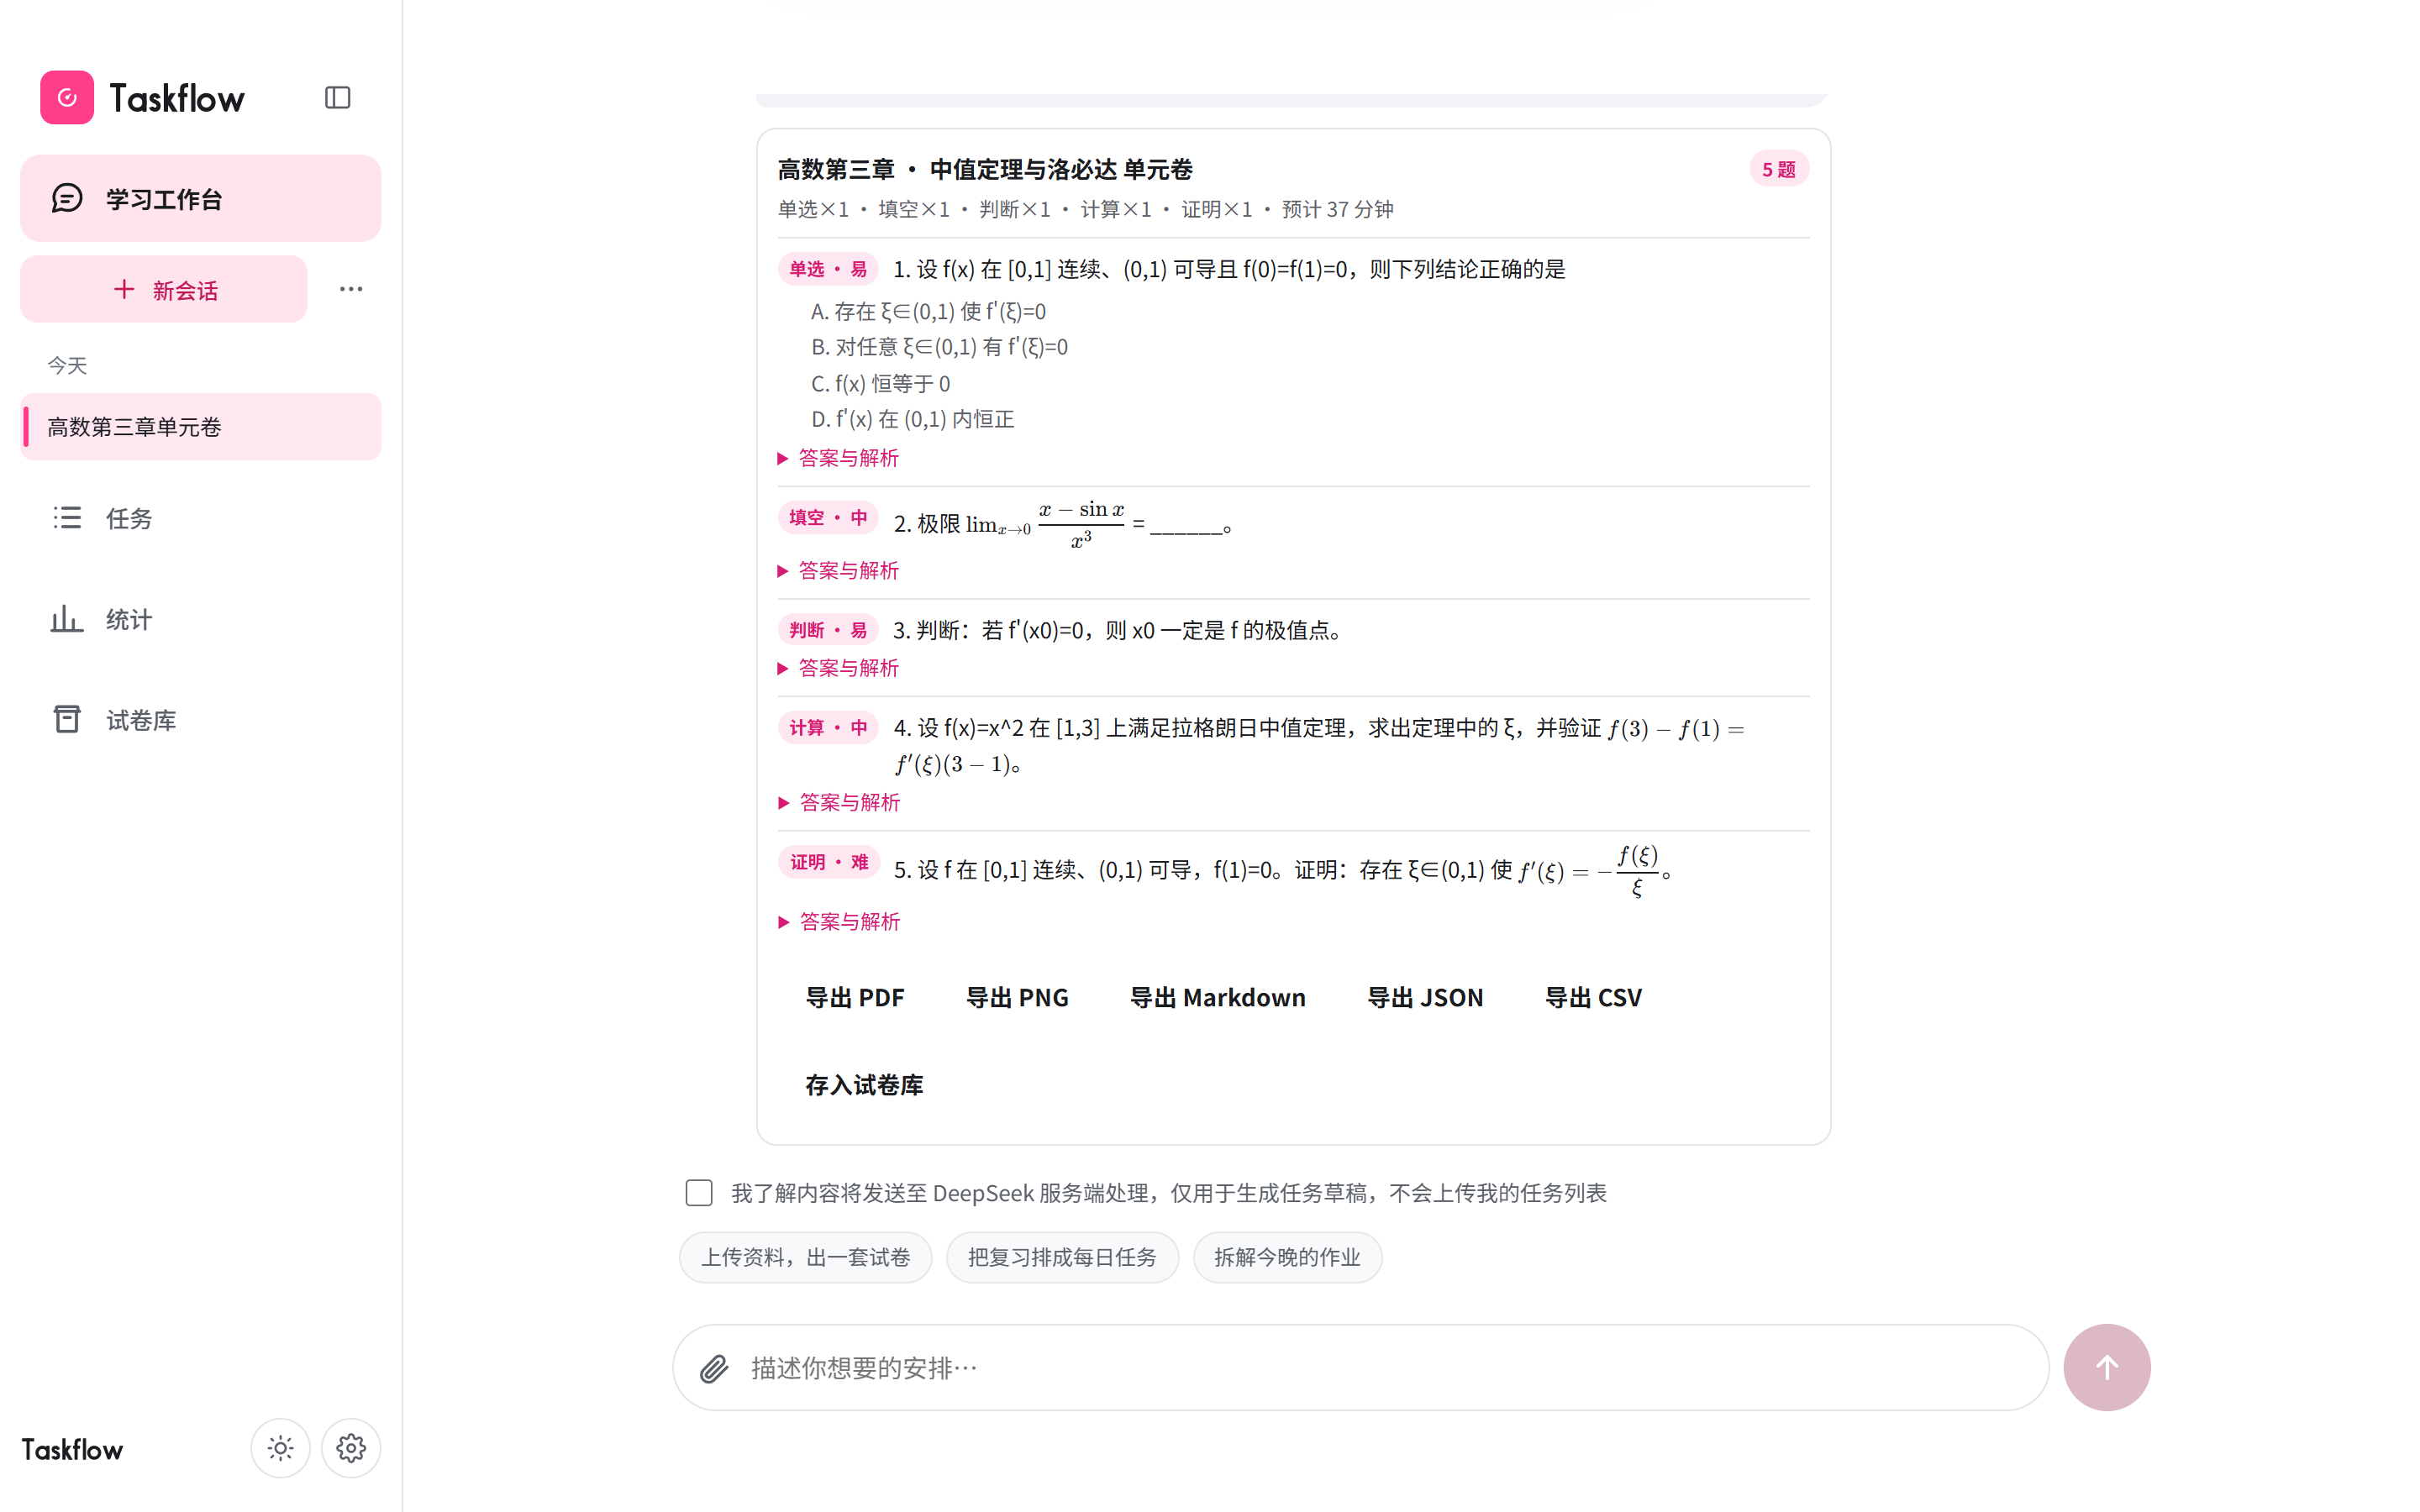 Taskflow
学习工作台
新会话
今天
高数第三章单元卷
任务
统计
试卷库
Taskflow
高数第三章 · 中值定理与洛必达 单元卷
5 题
单选×1 · 填空×1 · 判断×1 · 计算×1 · 证明×1 · 预计 37 分钟
单选 · 易 1. 设 f(x) 在 [0,1] 连续、(0,1) 可导且 f(0)=f(1)=0，则下列结论正确的是
A. 存在 ξ∈(0,1) 使 f'(ξ)=0
B. 对任意 ξ∈(0,1) 有 f'(ξ)=0
C. f(x) 恒等于 0
D. f'(x) 在 (0,1) 内恒正
▶ 答案与解析
填空 · 中 2. 极限 lim_{x→0} \frac{x − sin x}{x^3} = ______。
▶ 答案与解析
判断 · 易 3. 判断：若 f'(x0)=0，则 x0 一定是 f 的极值点。
▶ 答案与解析
计算 · 中 4. 设 f(x)=x^2 在 [1,3] 上满足拉格朗日中值定理，求出定理中的 ξ，并验证 f(3) − f(1) =
f′(ξ)(3 − 1)。
▶ 答案与解析
证明 · 难 5. 设 f 在 [0,1] 连续、(0,1) 可导，f(1)=0。证明：存在 ξ∈(0,1) 使 f′(ξ) = −\frac{f(ξ)}{ξ}。
▶ 答案与解析
导出 PDF 导出 PNG 导出 Markdown 导出 JSON 导出 CSV
存入试卷库
我了解内容将发送至 DeepSeek 服务端处理，仅用于生成任务草稿，不会上传我的任务列表
上传资料，出一套试卷 把复习排成每日任务 拆解今晚的作业
描述你想要的安排…